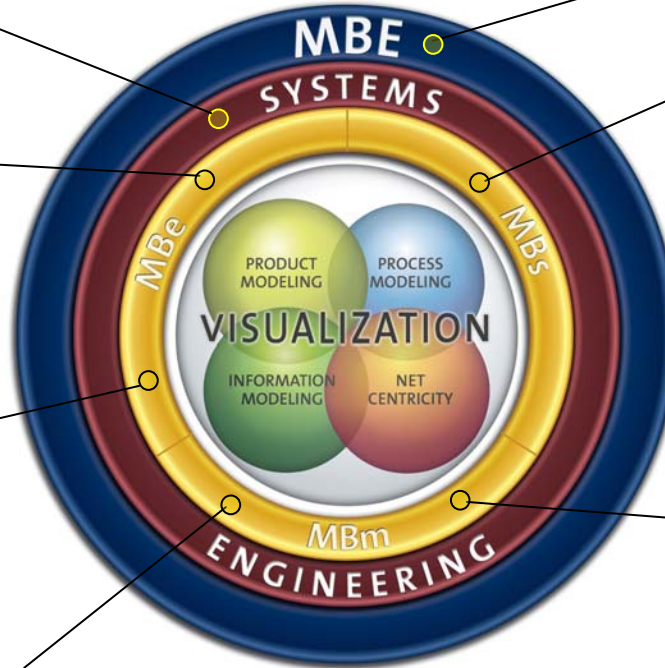 MBE
SYSTEMS
MBe
MBs
PRODUCT
MODELING
PROCESS
MODELING
VISUALIZATION
INFORMATION
MODELING
NET
CENTRICITY
MBm
ENGINEERING